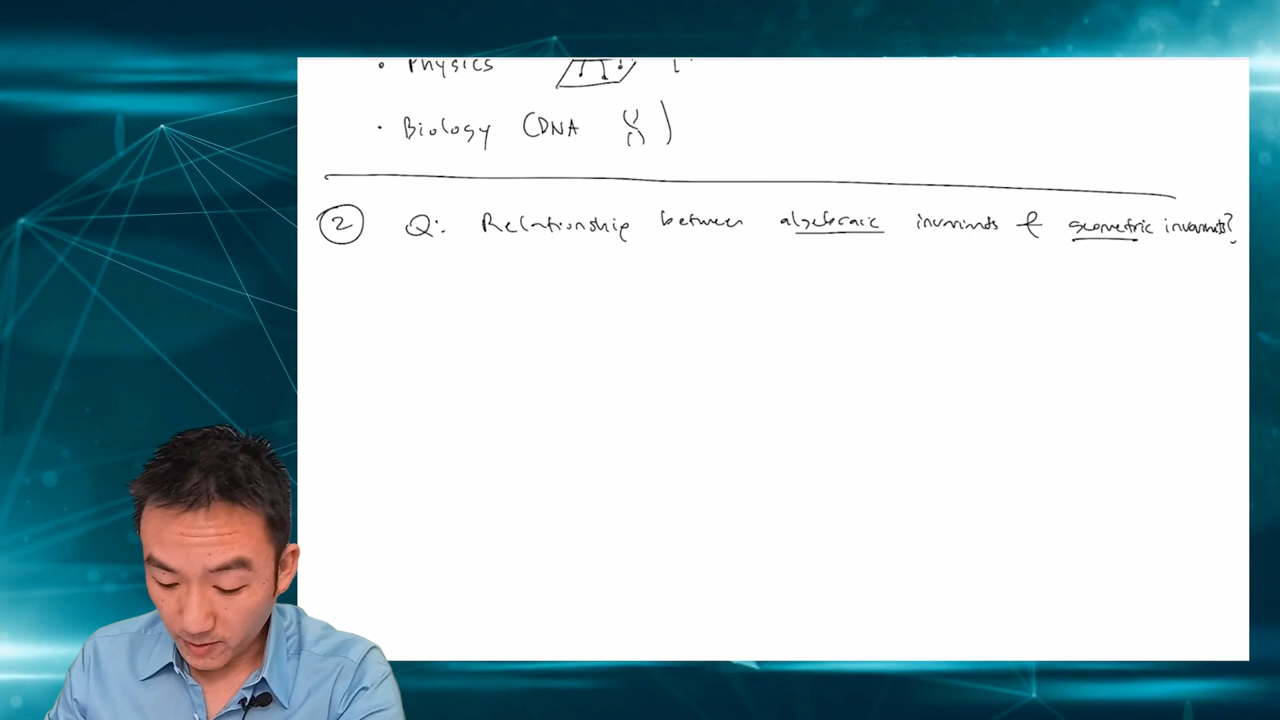 • Physics
• Biology (DNA )
② Q: Relationship between algebraic invariants & geometric invariants?